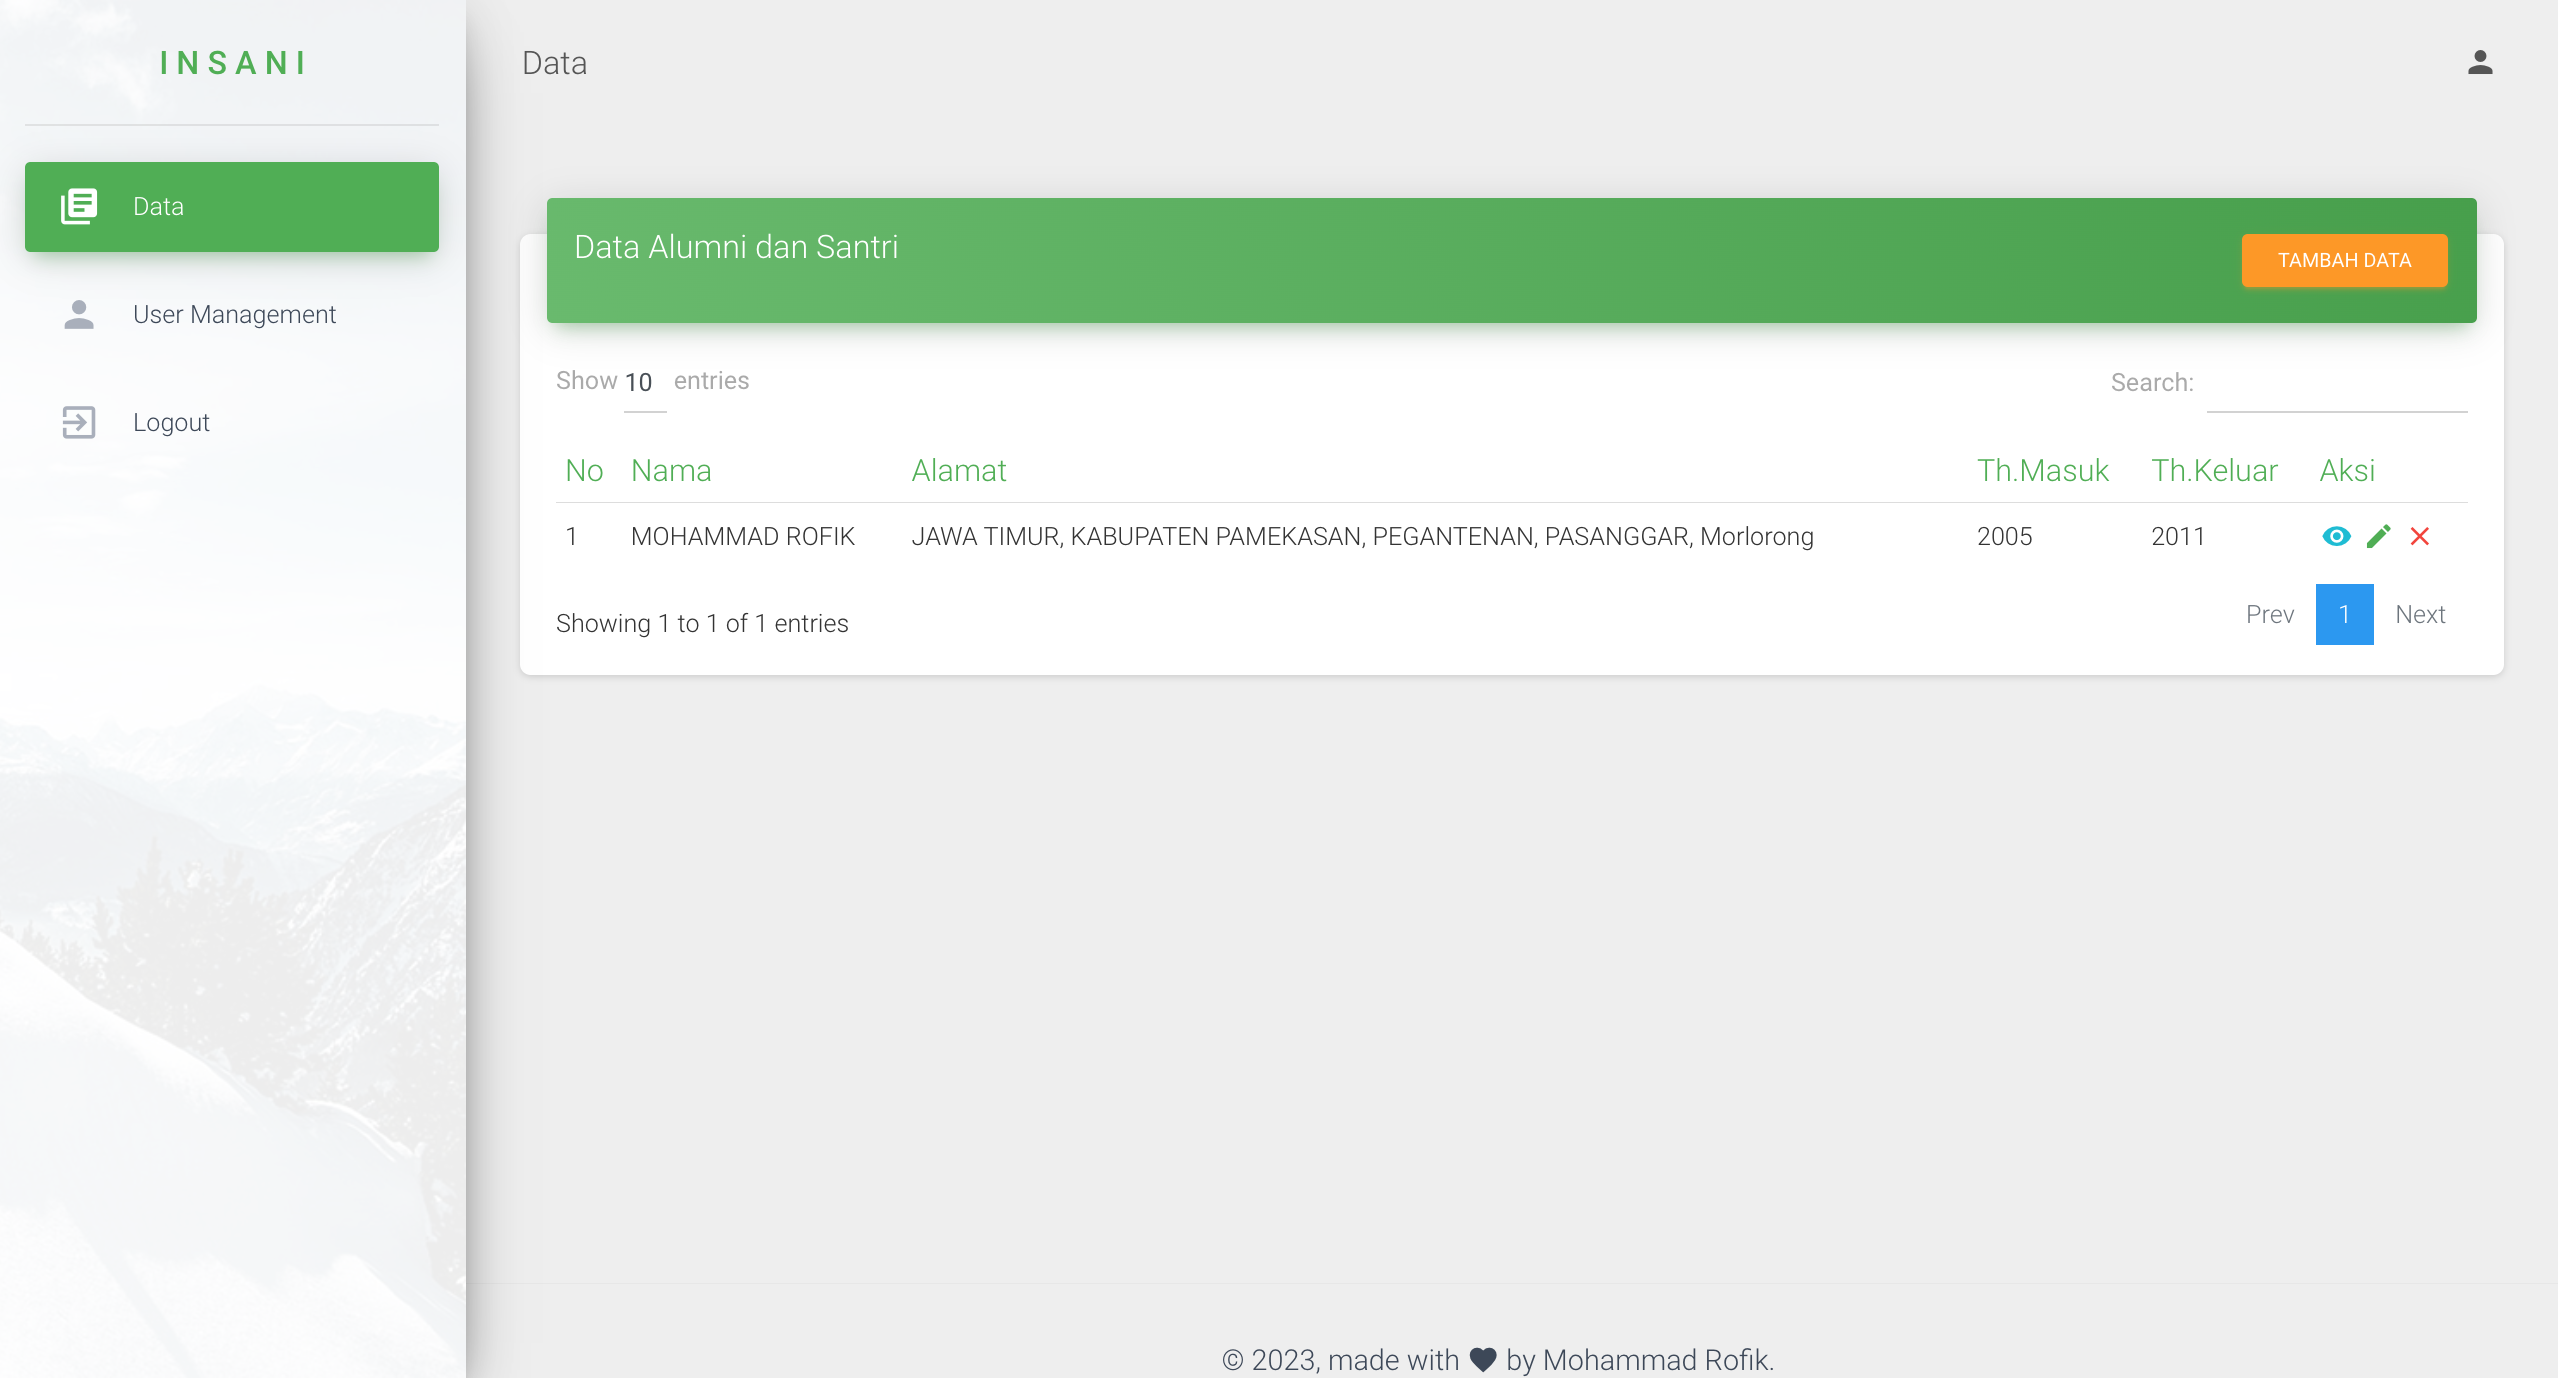 INSANI
Data
User Management
Logout
Data
Data Alumni dan Santri
TAMBAH DATA
Show 10 entries
Search:
No Nama Alamat Th.Masuk Th.Keluar Aksi
1 MOHAMMAD ROFIK JAWA TIMUR, KABUPATEN PAMEKASAN, PEGANTENAN, PASANGGAR, Morlorong 2005 2011
Showing 1 to 1 of 1 entries
Prev 1 Next
© 2023, made with ♥ by Mohammad Rofik.